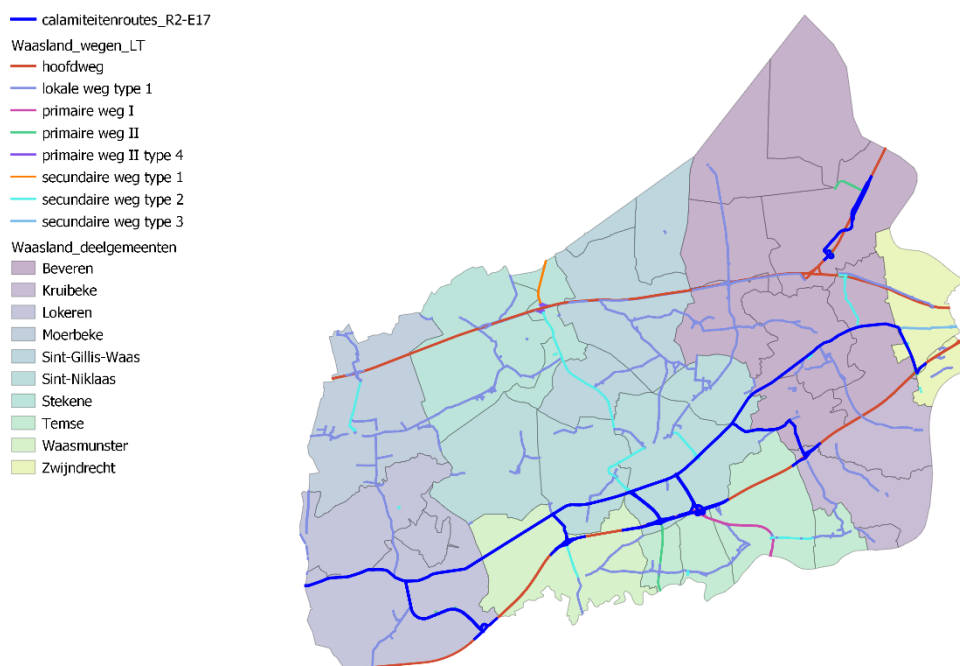 calamiteitenroutes_R2-E17
Waasland_wegen_LT
hoofdweg
lokale weg type 1
primaire weg I
primaire weg II
primaire weg II type 4
secundaire weg type 1
secundaire weg type 2
secundaire weg type 3
Waasland_deelgemeenten
Beveren
Kruibeke
Lokeren
Moerbeke
Sint-Gillis-Waas
Sint-Niklaas
Stekene
Temse
Waasmunster
Zwijndrecht